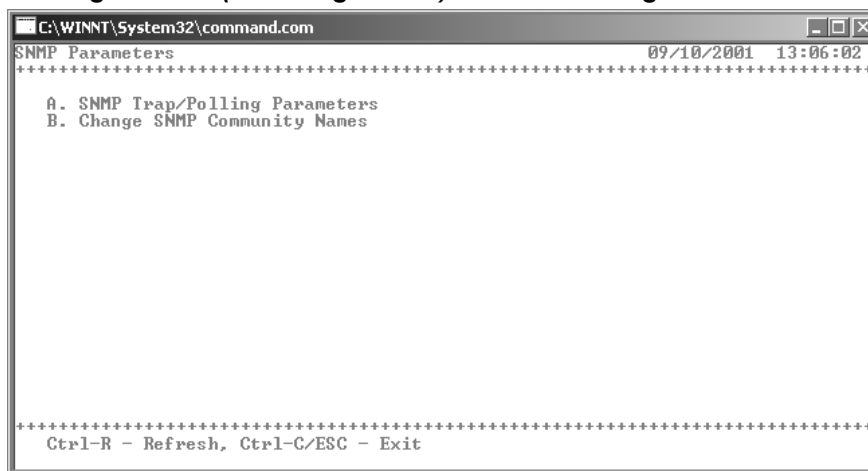 C:\WINNT\System32\command.com
SNMP Parameters 09/10/2001 13:06:02
++++++++++++++++++++++++++++++++++++++++++++++++++++++++++++++++++++++++++++++++
A. SNMP Trap/Polling Parameters
B. Change SNMP Community Names
++++++++++++++++++++++++++++++++++++++++++++++++++++++++++++++++++++++++++++++++
Ctrl-R - Refresh, Ctrl-C/ESC - Exit